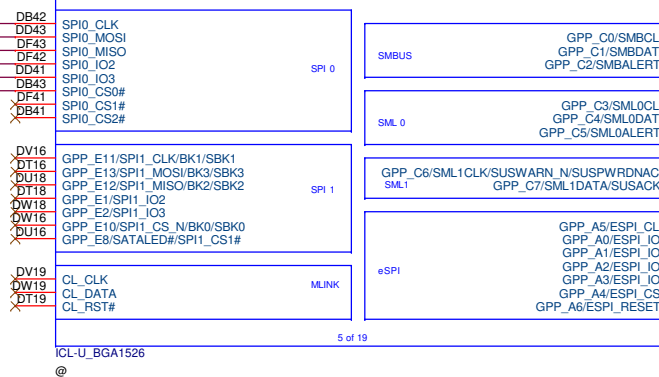 DB42 SPI0_CLK
DD43 SPI0_MOSI
DF43 SPI0_MISO
DF42 SPI0_IO2
DD41 SPI0_IO3
DB43 SPI0_CS0#
DF41 SPI0_CS1#
DB41 SPI0_CS2#
SPI 0
DV16 GPP_E11/SPI1_CLK/BK1/SBK1
DT16 GPP_E13/SPI1_MOSI/BK3/SBK3
DU18 GPP_E12/SPI1_MISO/BK2/SBK2
DT18 GPP_E1/SPI1_IO2
DW18 GPP_E2/SPI1_IO3
DW16 GPP_E10/SPI1_CS_N/BK0/SBK0
DU16 GPP_E8/SATALED#/SPI1_CS1#
SPI 1
DV19 CL_CLK
DW19 CL_DATA
DT19 CL_RST#
MLINK
SMBUS
GPP_C0/SMBCL
GPP_C1/SMBDAT
GPP_C2/SMBALERT
SML 0
GPP_C3/SML0CL
GPP_C4/SML0DAT
GPP_C5/SML0ALERT
GPP_C6/SML1CLK/SUSWARN_N/SUSPWRDNAC
SML1
GPP_C7/SML1DATA/SUSACK
eSPI
GPP_A5/ESPI_CL
GPP_A0/ESPI_IO
GPP_A1/ESPI_IO
GPP_A2/ESPI_IO
GPP_A3/ESPI_IO
GPP_A4/ESPI_CS
GPP_A6/ESPI_RESET
5 of 19
ICL-U_BGA1526
@